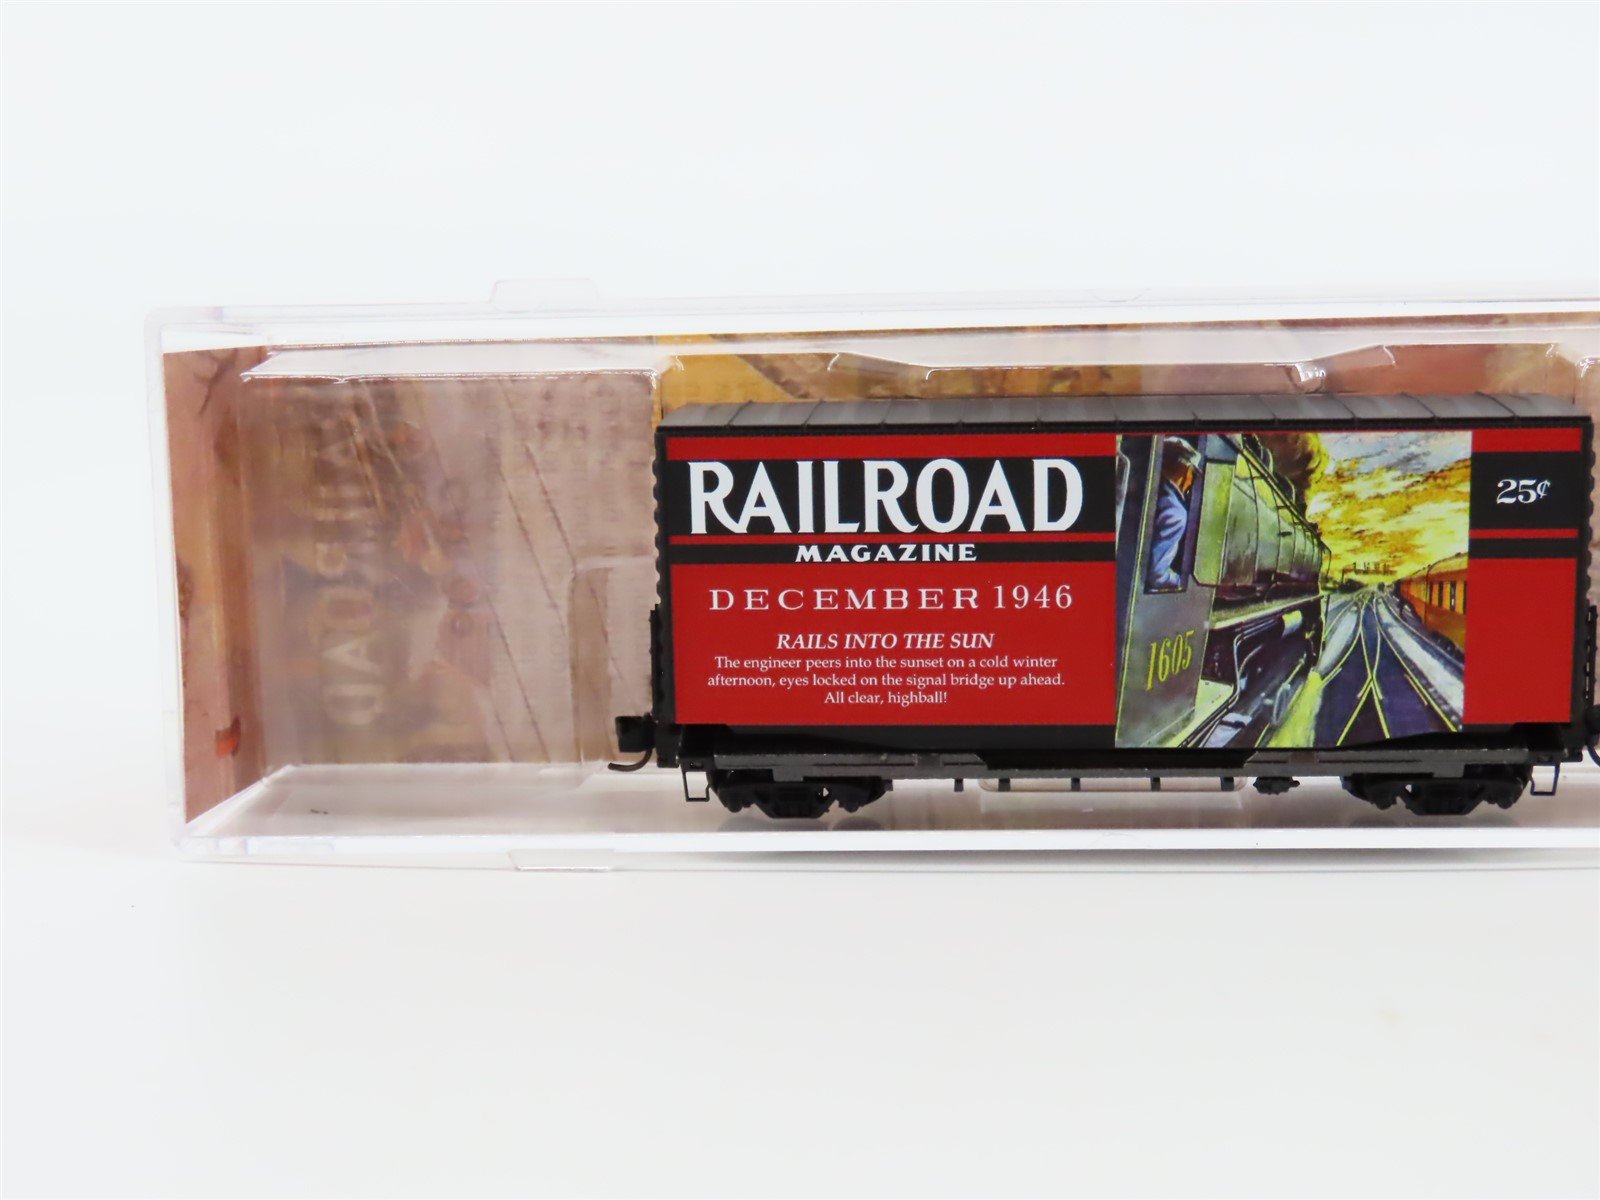 RAILROAD
MAGAZINE
DECEMBER 1946
RAILS INTO THE SUN
The engineer peers into the sunset on a cold winter
afternoon, eyes locked on the signal bridge up ahead.
All clear, highball!
1605
25¢